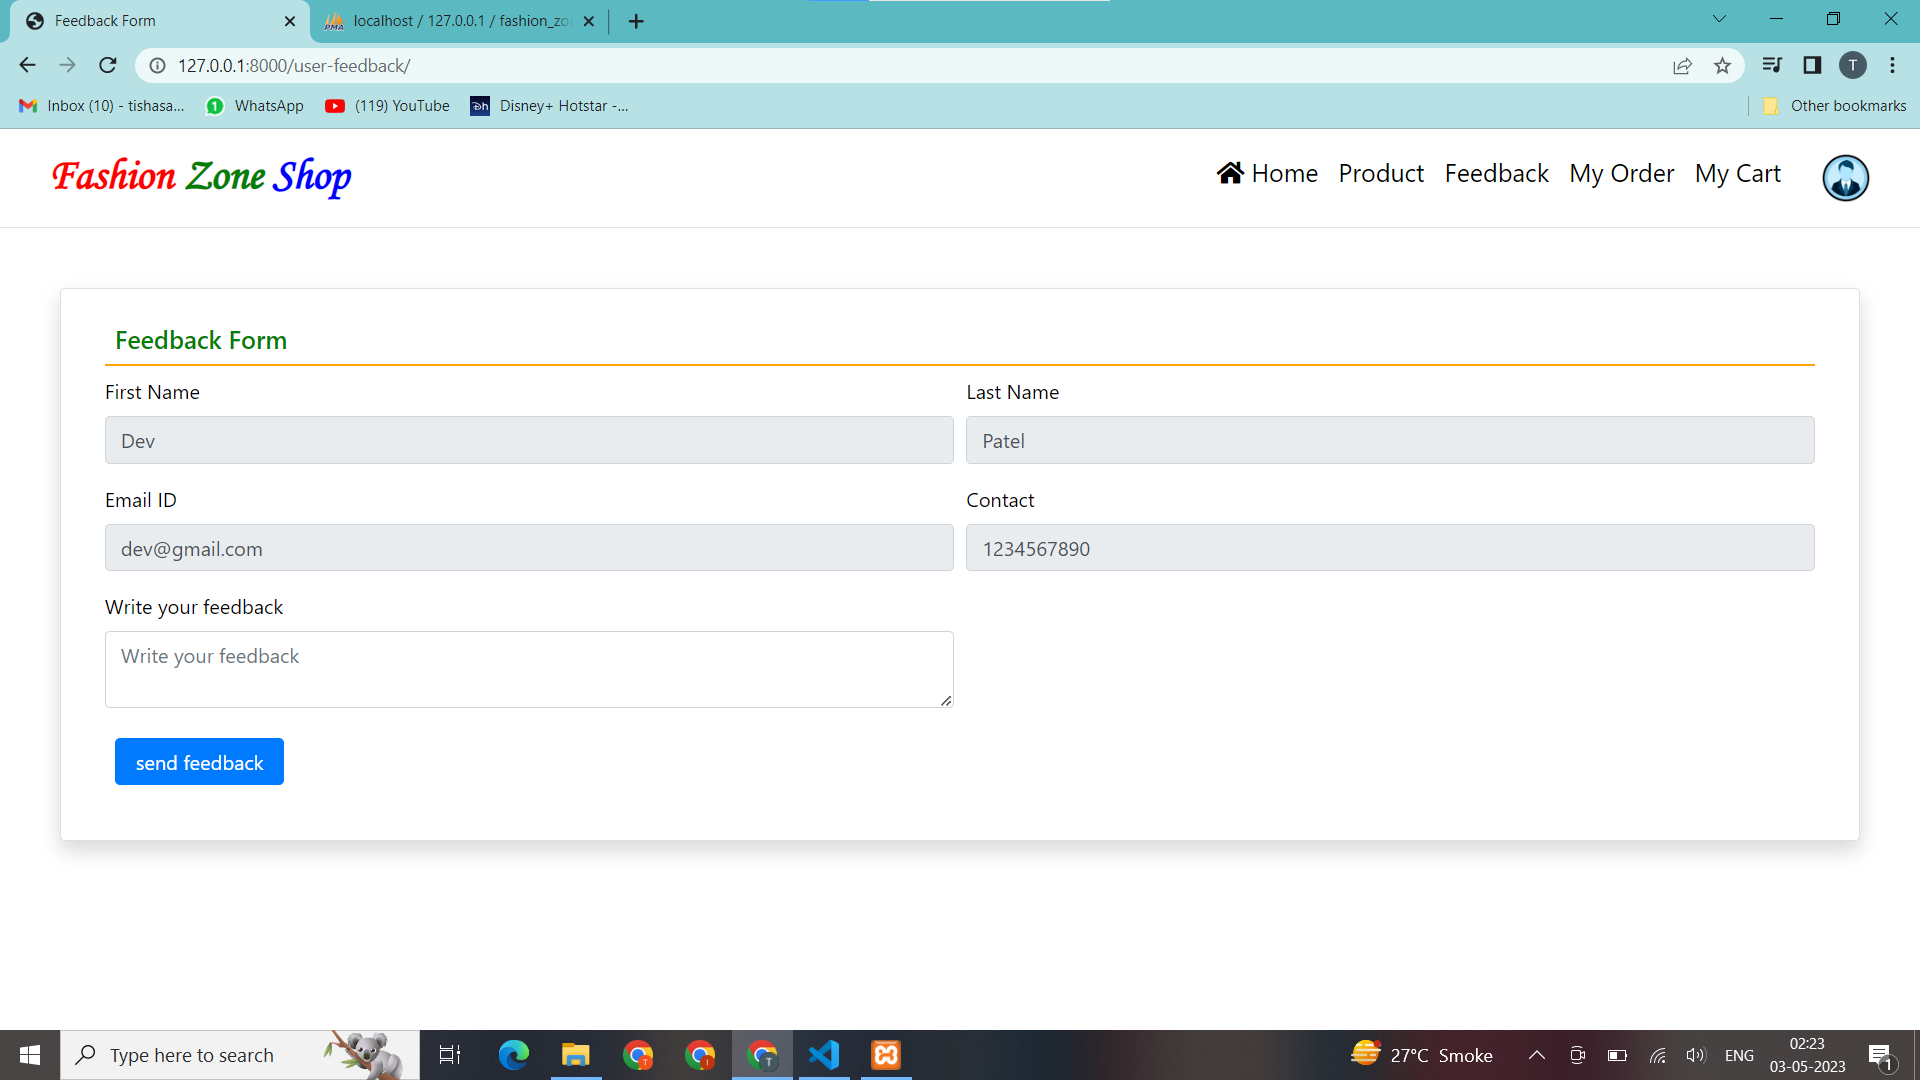 Feedback Form
localhost / 127.0.0.1 / fashion_zo
127.0.0.1:8000/user-feedback/
T
Inbox (10) - tishasa...
WhatsApp
(119) YouTube
Disney+ Hotstar -...
Other bookmarks
Fashion Zone Shop
Home
Product
Feedback
My Order
My Cart
Feedback Form
First Name
Last Name
Dev
Patel
Email ID
Contact
dev@gmail.com
1234567890
Write your feedback
Write your feedback
send feedback
Type here to search
27°C Smoke
ENG
02:23
03-05-2023
1